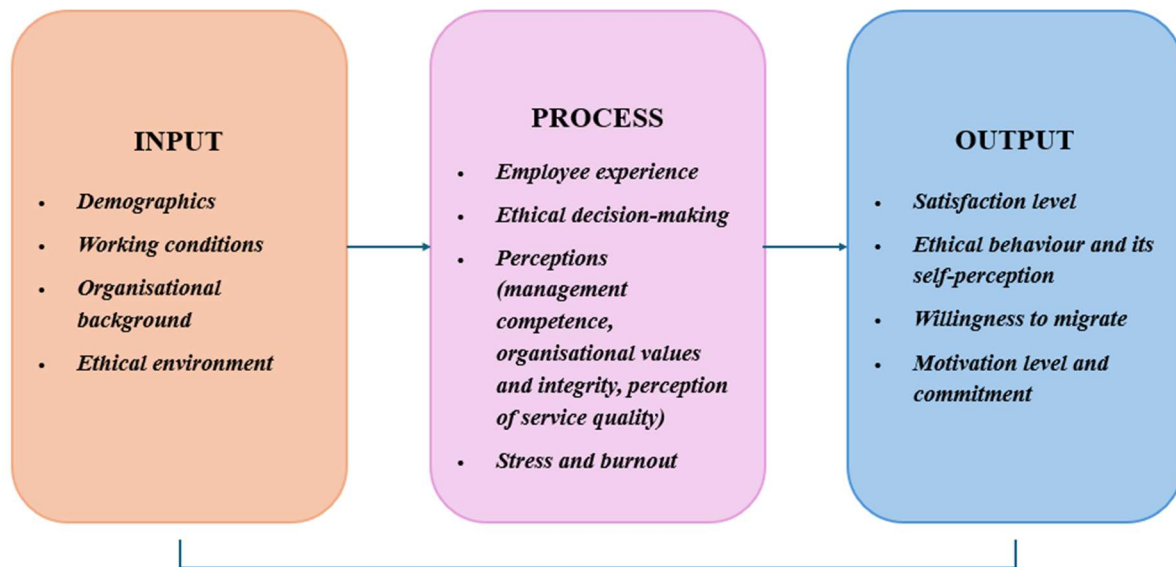 INPUT
• Demographics
• Working conditions
• Organisational
background
• Ethical environment
PROCESS
• Employee experience
• Ethical decision-making
• Perceptions
(management
competence,
organisational values
and integrity, perception
of service quality)
• Stress and burnout
OUTPUT
• Satisfaction level
• Ethical behaviour and its
self-perception
• Willingness to migrate
• Motivation level and
commitment